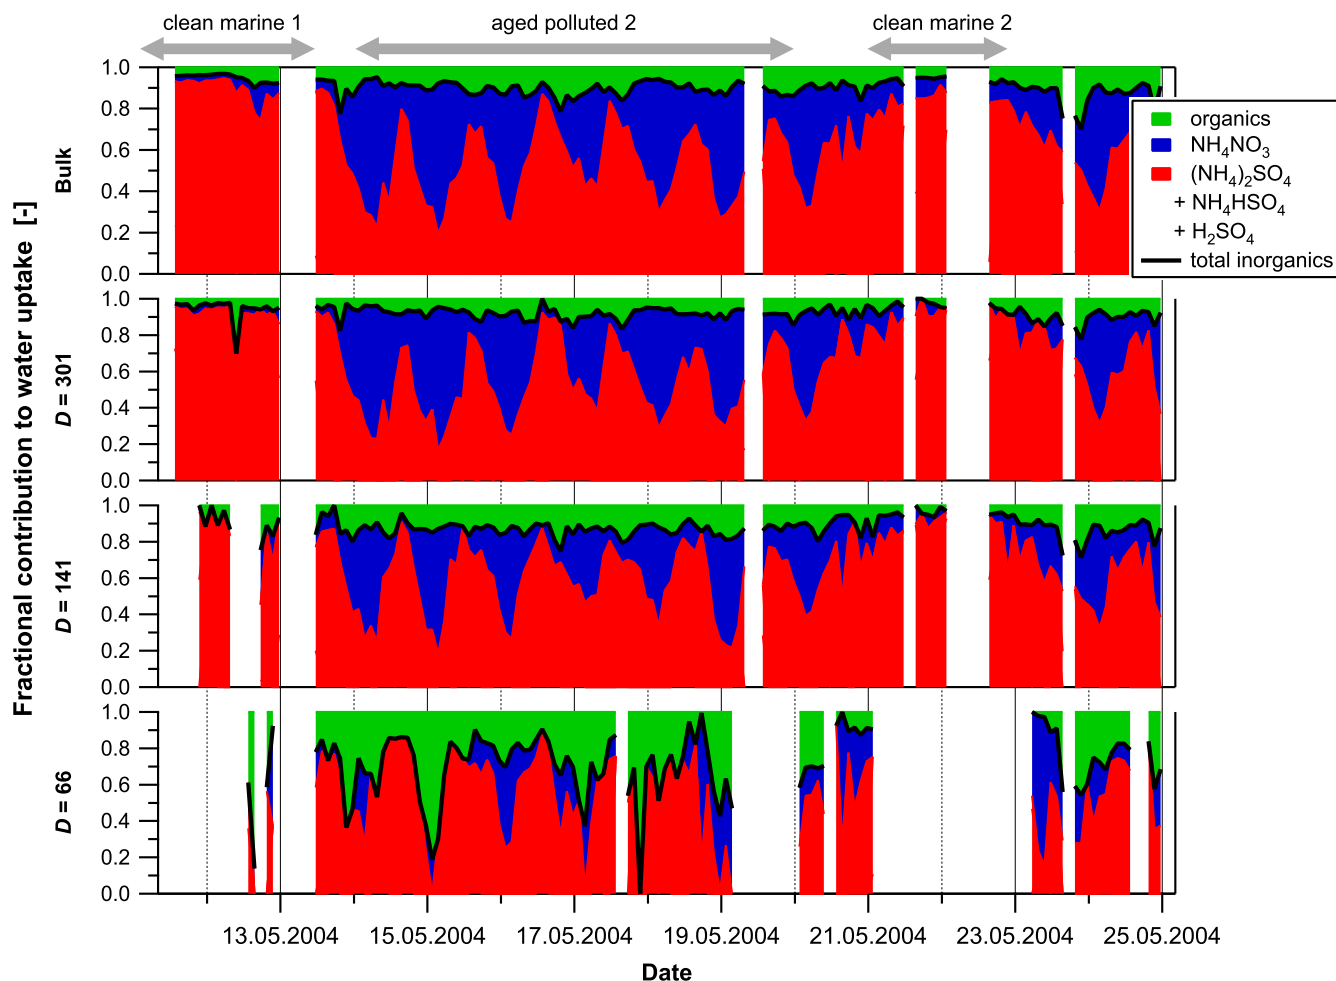 clean marine 1 aged polluted 2 clean marine 2
Fractional contribution to water uptake [-]
Bulk
1.0
0.8
0.6
0.4
0.2
0.0
organics
NH₄NO₃
(NH₄)₂SO₄
+ NH₄HSO₄
+ H₂SO₄
total inorganics
D = 301
1.0
0.8
0.6
0.4
0.2
0.0
D = 141
1.0
0.8
0.6
0.4
0.2
0.0
D = 66
1.0
0.8
0.6
0.4
0.2
0.0
13.05.2004 15.05.2004 17.05.2004 19.05.2004 21.05.2004 23.05.2004 25.05.2004
Date